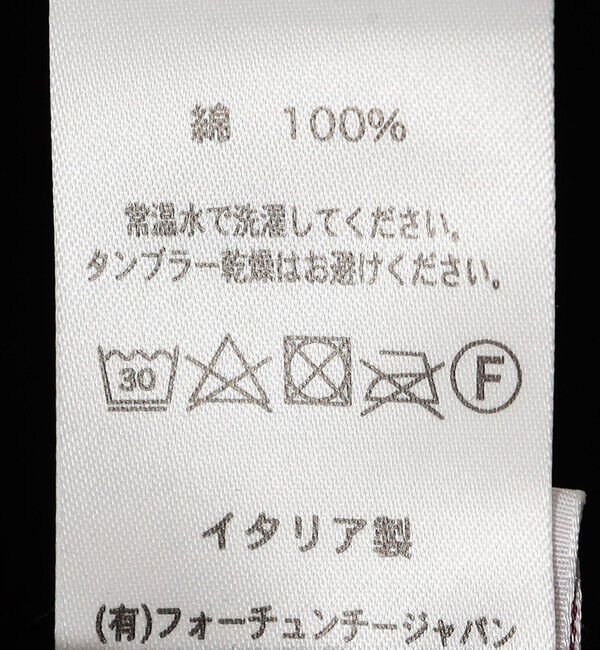 綿 100%
常温水で洗濯してください。
タンブラー乾燥はお避けください。
30 F
イタリア製
(有)フォーチュンチージャパン